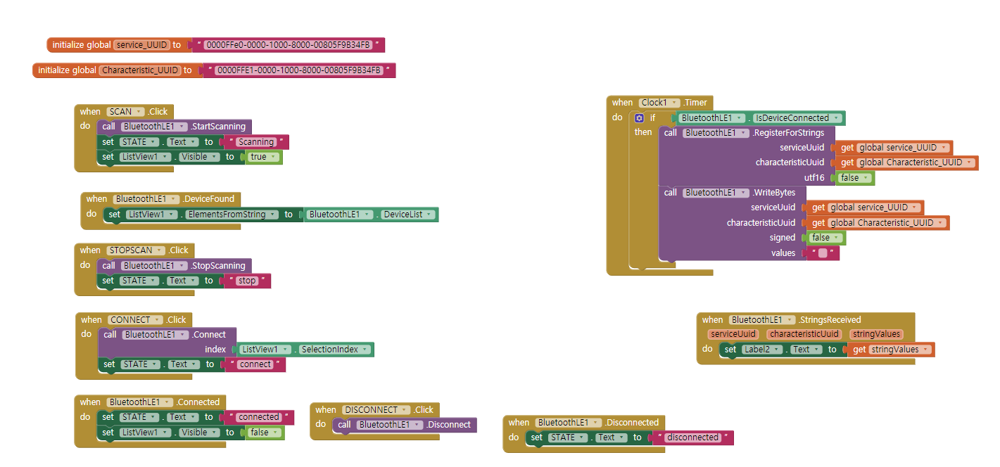 initialize global service_UUID to " 0000FFe0-0000-1000-8000-00805F9B34FB "
initialize global Characteristic_UUID to " 0000FFE1-0000-1000-8000-00805F9B34FB "
when SCAN .Click
do call BluetoothLE1 .StartScanning
set STATE . Text to " Scanning "
set ListView1 . Visible to true
when BluetoothLE1 .DeviceFound
do set ListView1 . ElementsFromString to BluetoothLE1 . DeviceList
when STOPSCAN .Click
do call BluetoothLE1 .StopScanning
set STATE . Text to " stop "
when CONNECT .Click
do call BluetoothLE1 .Connect
index ListView1 . SelectionIndex
set STATE . Text to " connect "
when BluetoothLE1 .Connected
do set STATE . Text to " connected "
set ListView1 . Visible to false
when DISCONNECT .Click
do call BluetoothLE1 .Disconnect
when BluetoothLE1 .Disconnected
do set STATE . Text to " disconnected "
when Clock1 .Timer
do if BluetoothLE1 . IsDeviceConnected
then call BluetoothLE1 .RegisterForStrings
serviceUuid get global service_UUID
characteristicUuid get global Characteristic_UUID
utf16 false
call BluetoothLE1 .WriteBytes
serviceUuid get global service_UUID
characteristicUuid get global Characteristic_UUID
signed false
values " "
when BluetoothLE1 .StringsReceived
serviceUuid characteristicUuid stringValues
do set Label2 . Text to get stringValues